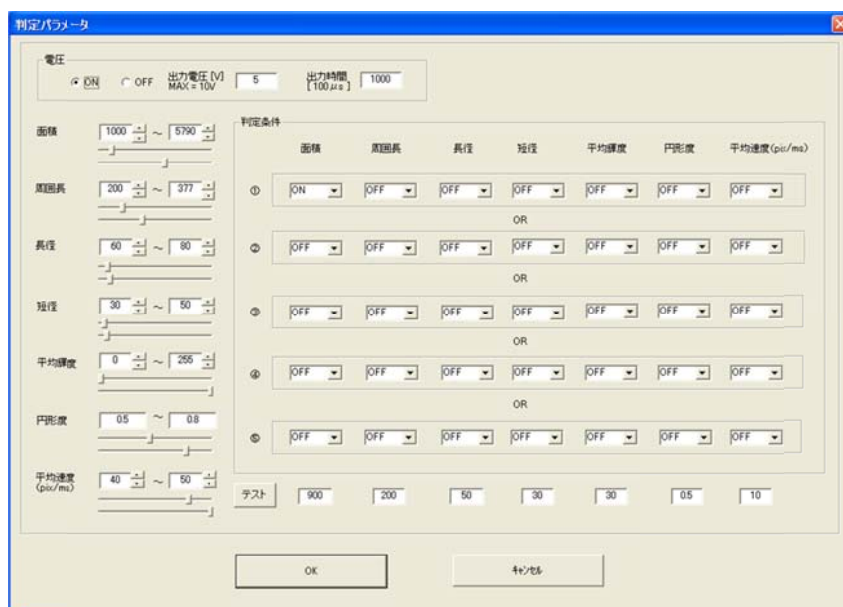 判定パラメータ
電圧
ON OFF 出力電圧[V] 5 出力時間 1000
MAX = 10V [100μs]
面積 1000 ～ 5790
周囲長 200 ～ 377
長径 60 ～ 80
短径 30 ～ 50
平均輝度 0 ～ 255
円形度 0.5 ～ 0.8
平均速度 40 ～ 50
(pix/ms)
判定条件
面積 周囲長 長径 短径 平均輝度 円形度 平均速度(pix/ms)
① ON OFF OFF OFF OFF OFF OFF
OR
② OFF OFF OFF OFF OFF OFF OFF
OR
③ OFF OFF OFF OFF OFF OFF OFF
OR
④ OFF OFF OFF OFF OFF OFF OFF
OR
⑤ OFF OFF OFF OFF OFF OFF OFF
テスト 900 200 50 30 30 0.5 10
OK キャンセル